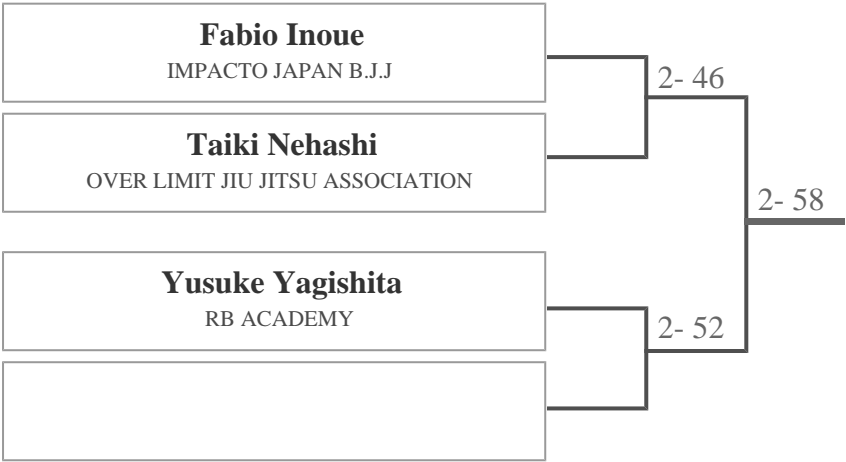 Fabio Inoue
IMPACTO JAPAN B.J.J
2- 46
Taiki Nehashi
OVER LIMIT JIU JITSU ASSOCIATION
2- 58
Yusuke Yagishita
RB ACADEMY
2- 52